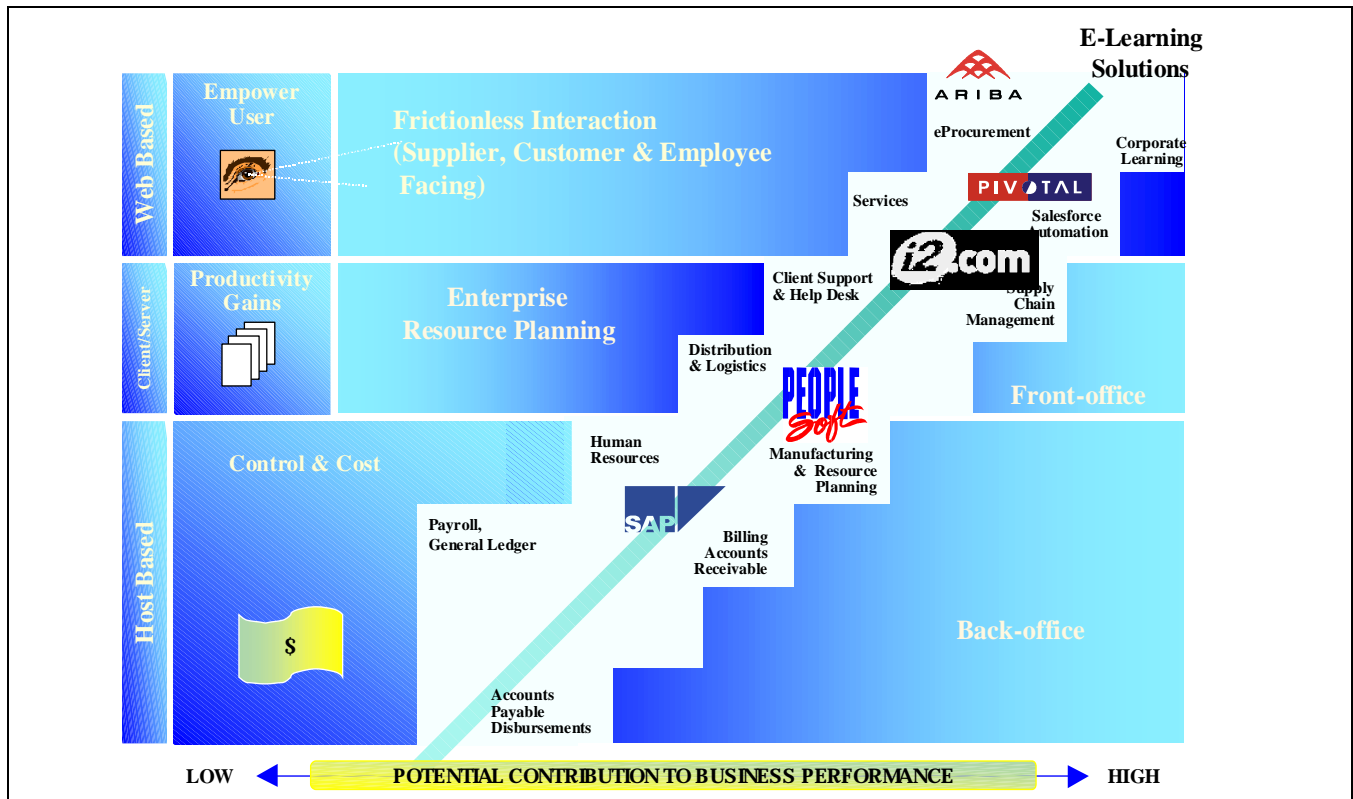 E-Learning
Solutions
ARIBA
eProcurement
Corporate
Learning
Web Based
Empower
User
Frictionless Interaction
(Supplier, Customer & Employee
Facing)
PIVOTAL
Services
Salesforce
Automation
i2.com
Client/Server
Productivity
Gains
Enterprise
Resource Planning
Client Support
& Help Desk
Supply
Chain
Management
Distribution
& Logistics
PEOPLE
Soft
Front-office
Host Based
Control & Cost
Human
Resources
Manufacturing
& Resource
Planning
SAP
Payroll,
General Ledger
Billing
Accounts
Receivable
$
Back-office
Accounts
Payable
Disbursements
LOW
POTENTIAL CONTRIBUTION TO BUSINESS PERFORMANCE
HIGH